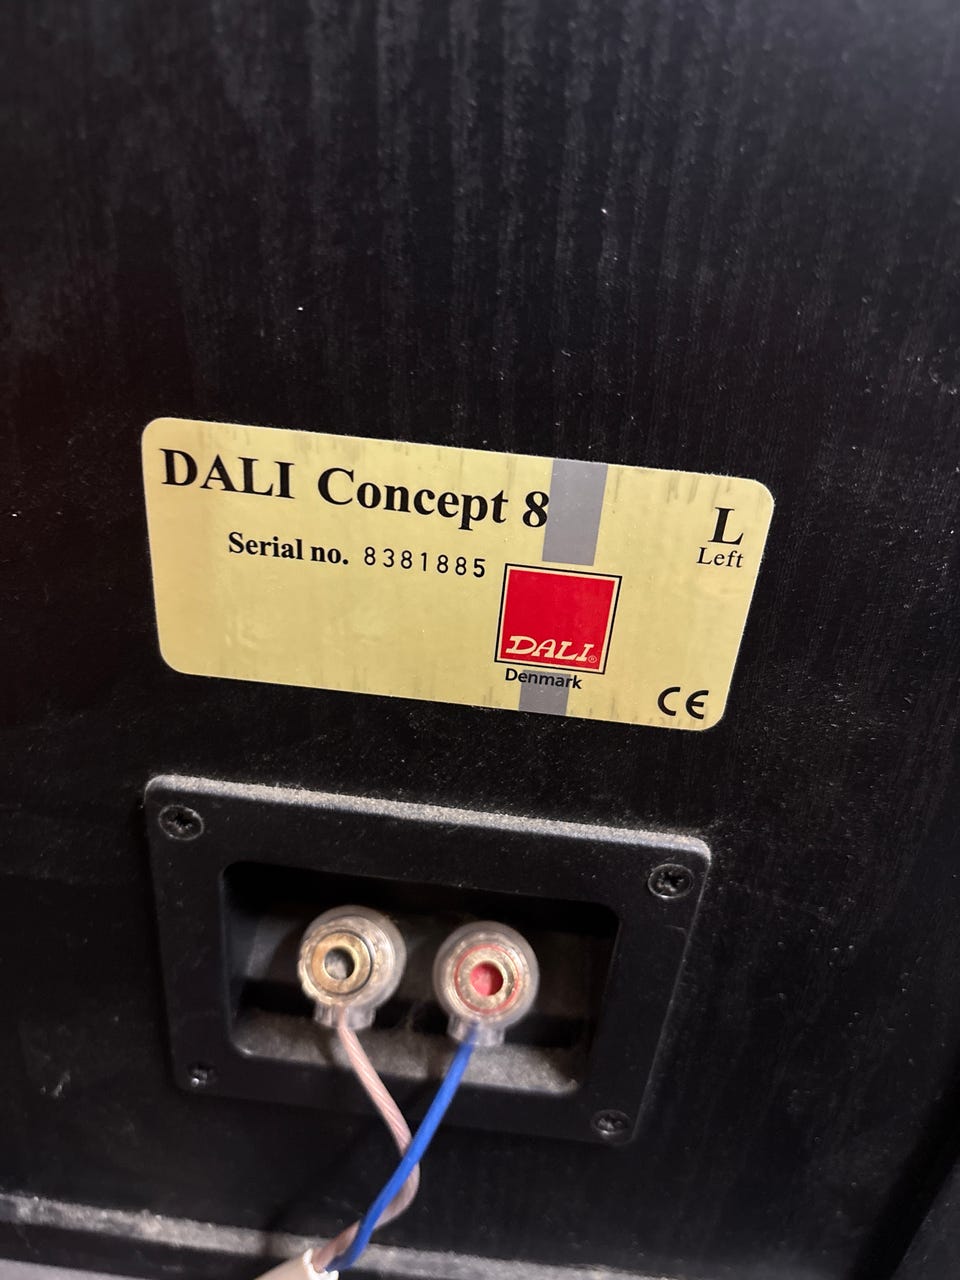 DALI Concept 8
L
Left
Serial no. 8381885
DALI®
Denmark
CE